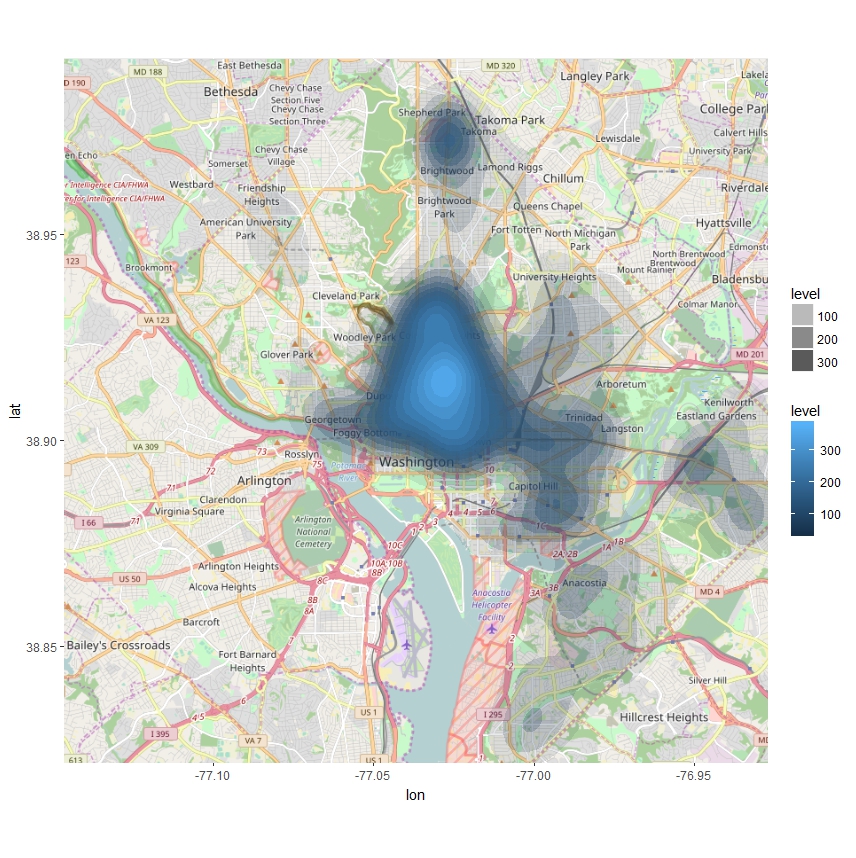 East Bethesda
MD 320
MD 188
Langley Park
MD 190
Bethesda
Chevy Chase
Section Five
Chevy Chase
Section Three
Shepherd Park
Takoma Park
Takoma
College Park
Lewisdale
Calvert Hills
University Park
en Echo
Somerset
Chevy Chase
Village
Brightwood
Lamond Riggs
Chillum
Westbard
Friendship
Heights
Riverdale
r Intelligence CIA/FHWA
er for Intelligence CIA/FHWA
Brightwood
Park
Queens Chapel
American University
Park
Fort Totten
North Michigan
Park
Hyattsville
38.95
123
Brookmont
North Brentwood
Brentwood
Edmonst
Mount Rainier
University Heights
Bladensbu
Cleveland Park
Colmar Manor
level
100
200
300
VA 123
Woodley Park
Glover Park
MD 201
Arboretum
Kenilworth
Eastland Gardens
Georgetown
Trinidad
Langston
Foggy Bottom
38.90
lat
level
300
200
100
VA 309
Rosslyn
75
Washington
Potomac
River
71
72
73
10
Arlington
Capitol Hill
Clarendon
Virginia Square
I 66
71
Arlington
National
Cemetery
1
2
3
4
4
5
6
7
1C
10C
2A, 2B
1A
1B
Arlington Heights
10A;10B
8B
US 50
8C
Alcova Heights
8A
Anacostia
3A
3B
MD 4
Anacostia
Helicopter
Facility
Barcroft
38.85
Bailey's Crossroads
7
2
2
Fort Barnard
Heights
Silver Hill
4
5
6
US 1
I 295
Hillcrest Heights
I 395
VA 7
613
US 1
-77.10
-77.05
-77.00
-76.95
lon